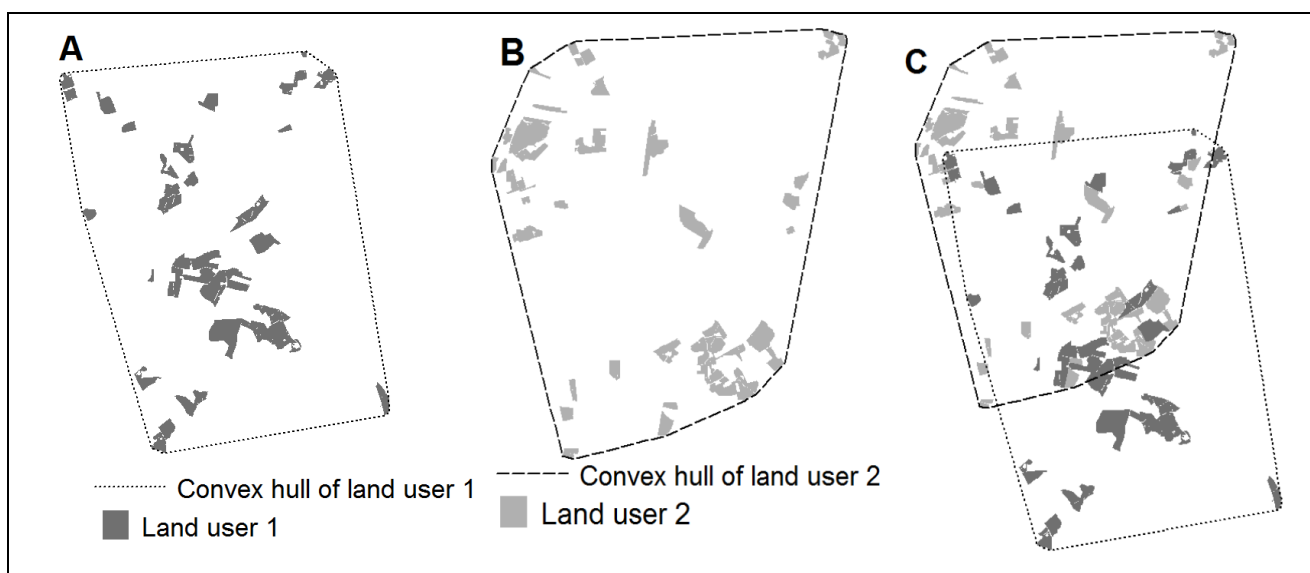 A
B
C
Convex hull of land user 1
Land user 1
Convex hull of land user 2
Land user 2